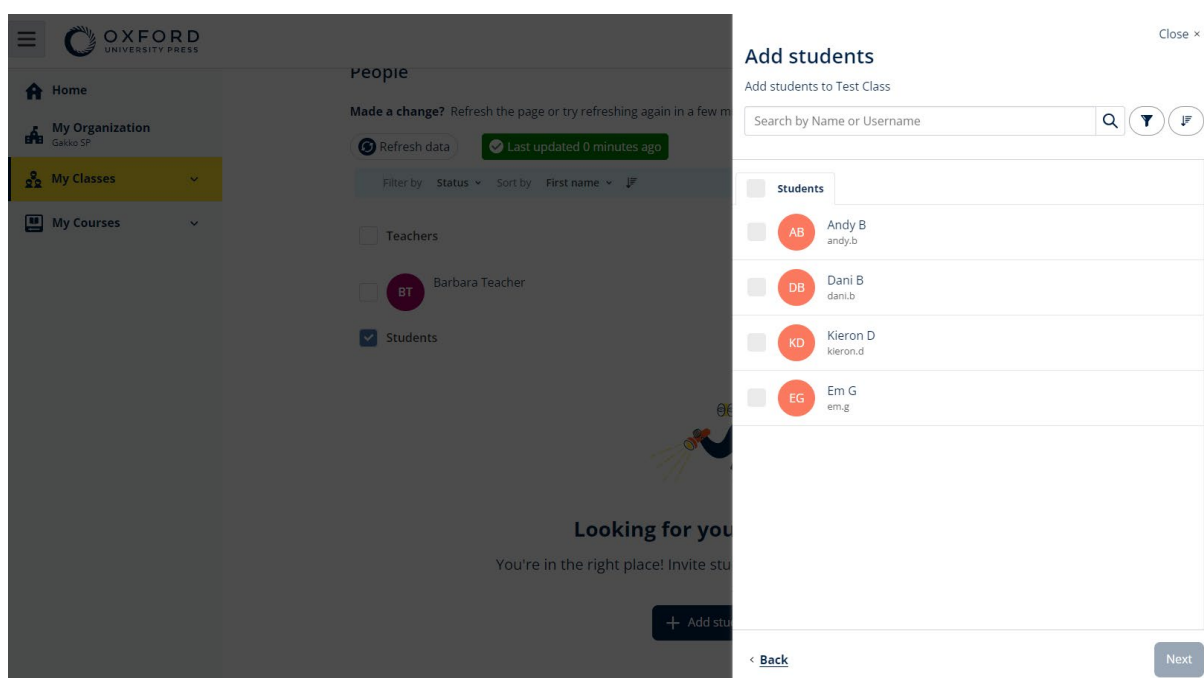 OXFORD
UNIVERSITY PRESS
Home
My Organization
Gakko SP
My Classes
My Courses
People
Made a change? Refresh the page or try refreshing again in a few
Refresh data
Last updated 0 minutes ago
Filter by Status Sort by First name
Teachers
BT
Barbara Teacher
Students
Looking for
You're in the right place! Invite
+ Add
Close ×
Add students
Add students to Test Class
Search by Name or Username
Students
AB
Andy B
andy.b
DB
Dani B
dani.b
KD
Kieron D
kieron.d
EG
Em G
em.g
< Back
Next